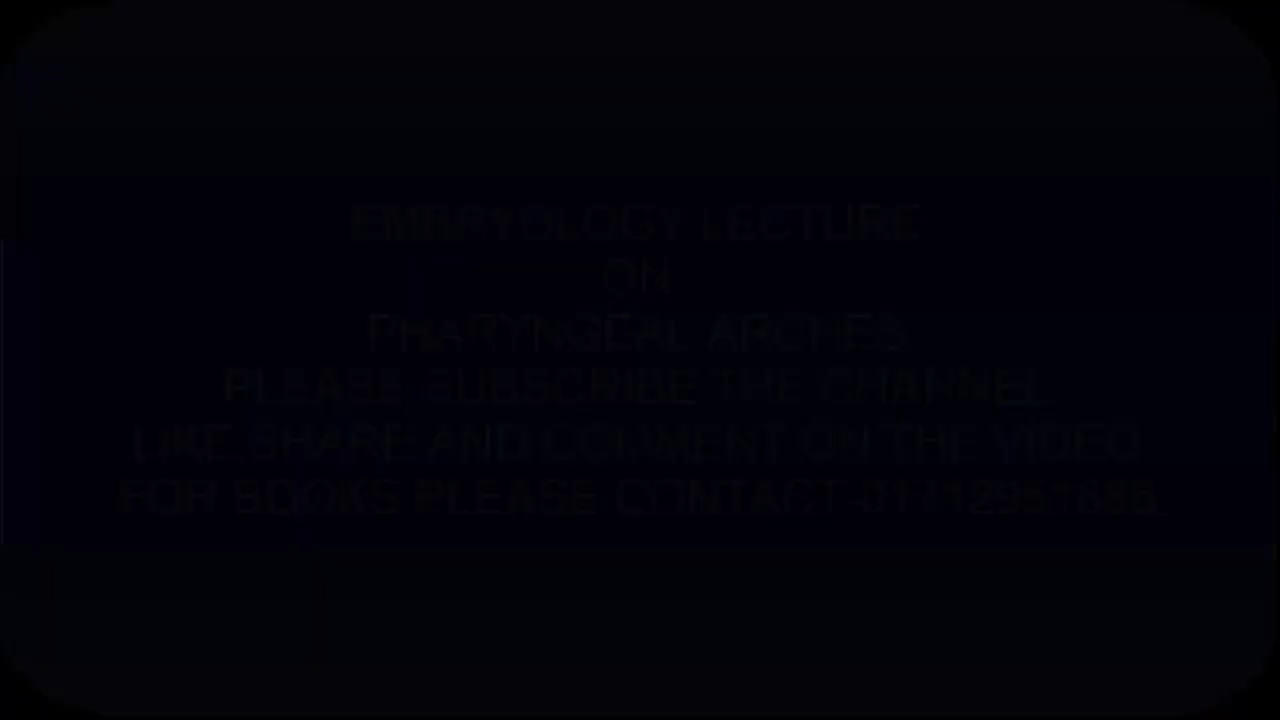 EMBRYOLOGY LECTURE
ON
PHARYNGEAL ARCHES
PLEASE SUBSCRIBE THE CHANNEL
LIKE,SHARE AND COMMENT ON THE VIDEO
FOR BOOKS PLEASE CONTACT